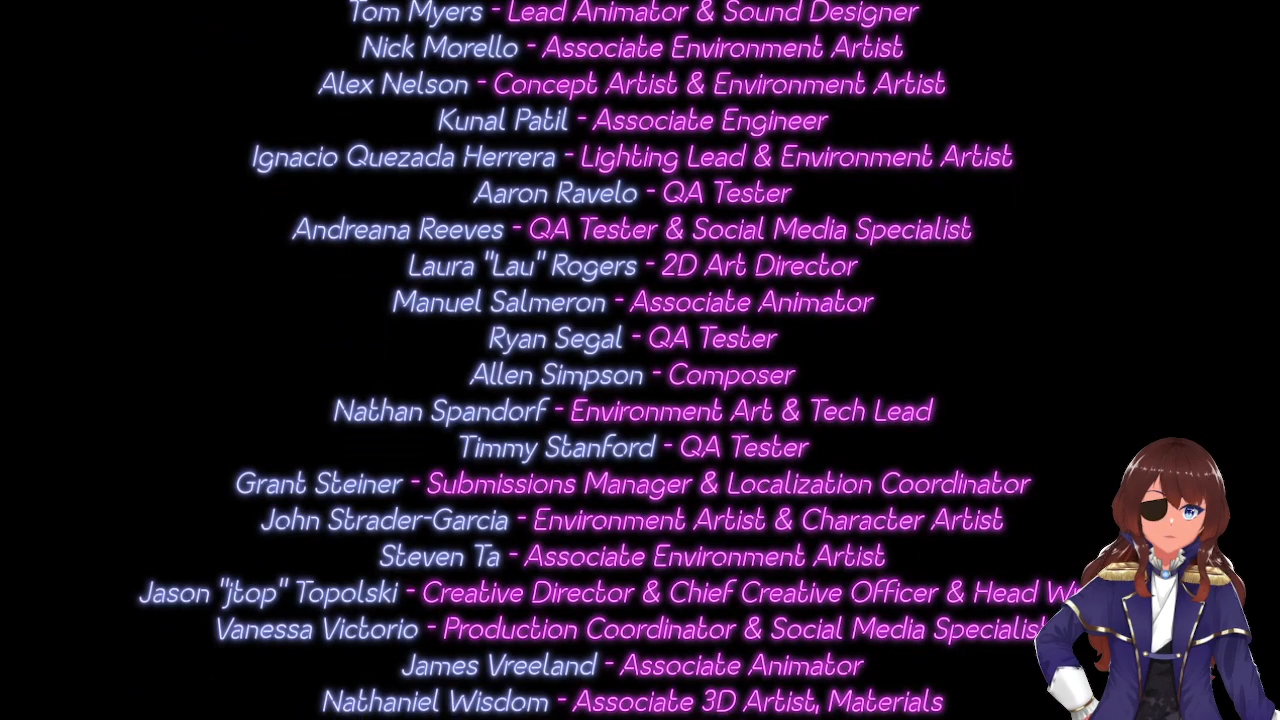 Tom Myers - Lead Animator & Sound Designer
Nick Morello - Associate Environment Artist
Alex Nelson - Concept Artist & Environment Artist
Kunal Patil - Associate Engineer
Ignacio Quezada Herrera - Lighting Lead & Environment Artist
Aaron Ravelo - QA Tester
Andreana Reeves - QA Tester & Social Media Specialist
Laura "Lau" Rogers - 2D Art Director
Manuel Salmeron - Associate Animator
Ryan Segal - QA Tester
Allen Simpson - Composer
Nathan Spandorf - Environment Art & Tech Lead
Timmy Stanford - QA Tester
Grant Steiner - Submissions Manager & Localization Coordinator
John Strader-Garcia - Environment Artist & Character Artist
Steven Ta - Associate Environment Artist
Jason "jtop" Topolski - Creative Director & Chief Creative Officer & Head
Vanessa Victorio - Production Coordinator & Social Media Specialist
James Vreeland - Associate Animator
Nathaniel Wisdom - Associate 3D Artist, Materials